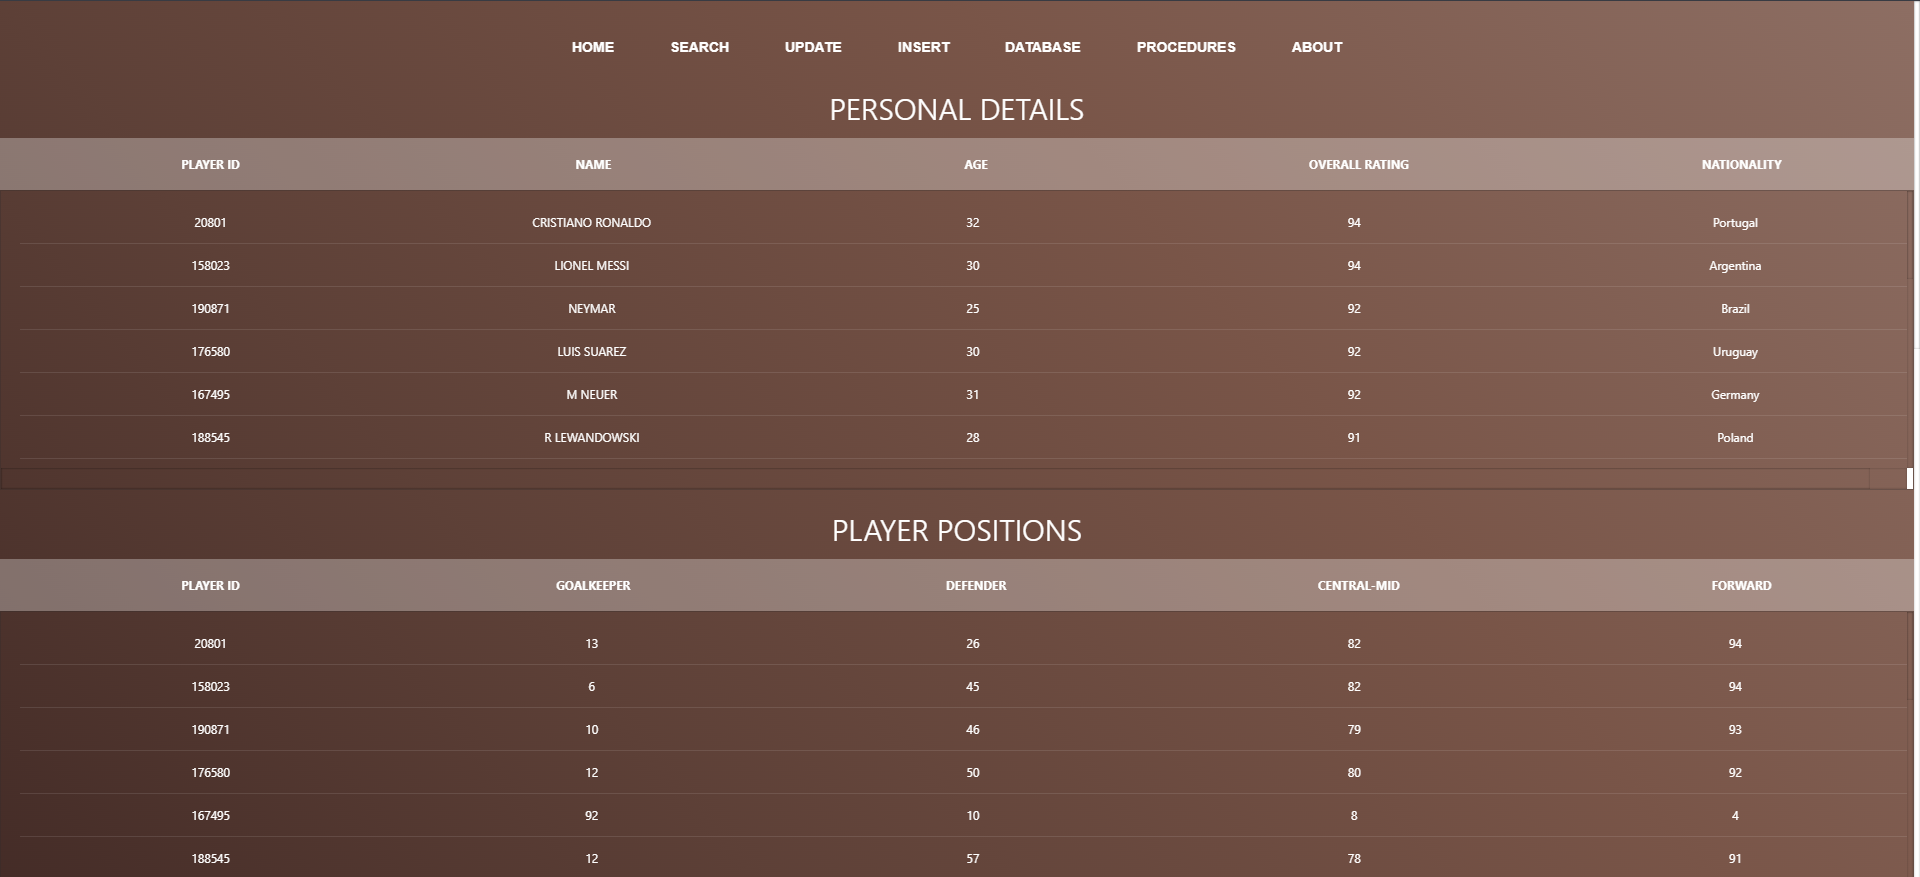 HOME SEARCH UPDATE INSERT DATABASE PROCEDURES ABOUT
PERSONAL DETAILS
PLAYER ID NAME AGE OVERALL RATING NATIONALITY
20801 CRISTIANO RONALDO 32 94 Portugal
158023 LIONEL MESSI 30 94 Argentina
190871 NEYMAR 25 92 Brazil
176580 LUIS SUAREZ 30 92 Uruguay
167495 M NEUER 31 92 Germany
188545 R LEWANDOWSKI 28 91 Poland
PLAYER POSITIONS
PLAYER ID GOALKEEPER DEFENDER CENTRAL-MID FORWARD
20801 13 26 82 94
158023 6 45 82 94
190871 10 46 79 93
176580 12 50 80 92
167495 92 10 8 4
188545 12 57 78 91